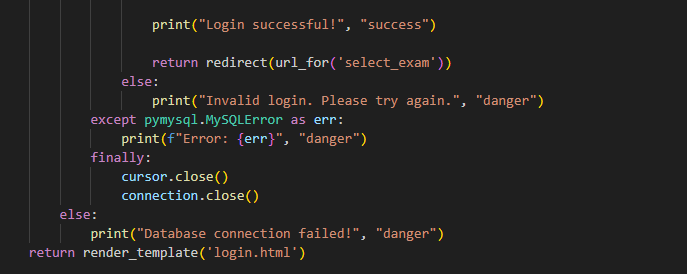 print("Login successful!", "success")
return redirect(url_for('select_exam'))
else:
print("Invalid login. Please try again.", "danger")
except pymysql.MySQLError as err:
print(f"Error: {err}", "danger")
finally:
cursor.close()
connection.close()
else:
print("Database connection failed!", "danger")
return render_template('login.html')